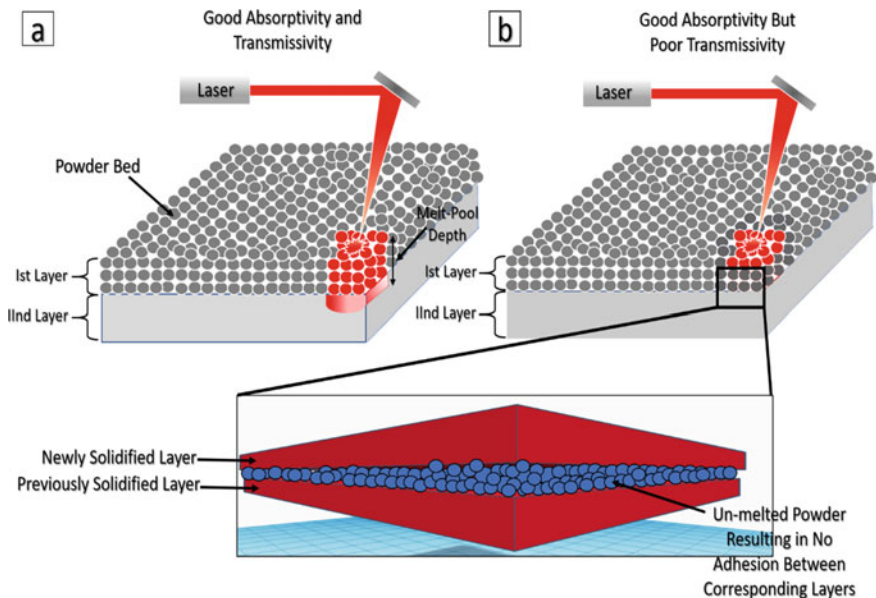 a
Good Absorptivity and
Transmissivity
Laser
Powder Bed
Melt-Pool
Depth
Ist Layer
IInd Layer
b
Good Absorptivity But
Poor Transmissivity
Laser
Ist Layer
IInd Layer
Newly Solidified Layer
Previously Solidified Layer
Un-melted Powder
Resulting in No
Adhesion Between
Corresponding Layers